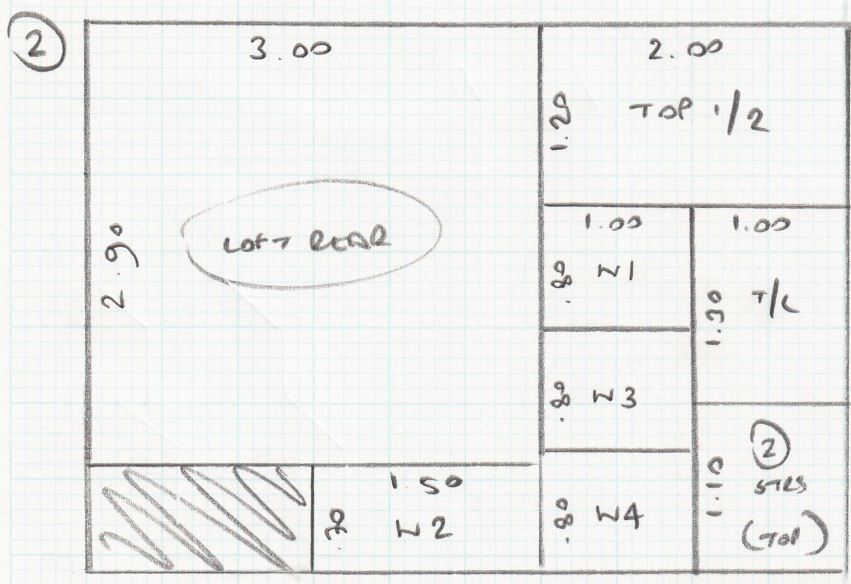 2
3.00
2.00
1.20
TOP 1/2
2.90
LOFT REAR
1.00
1.00
.80 W1
1.30
T/L
.80 W3
2
STRS
(TOP)
1.10
1.50
.70
W2
.80 W4